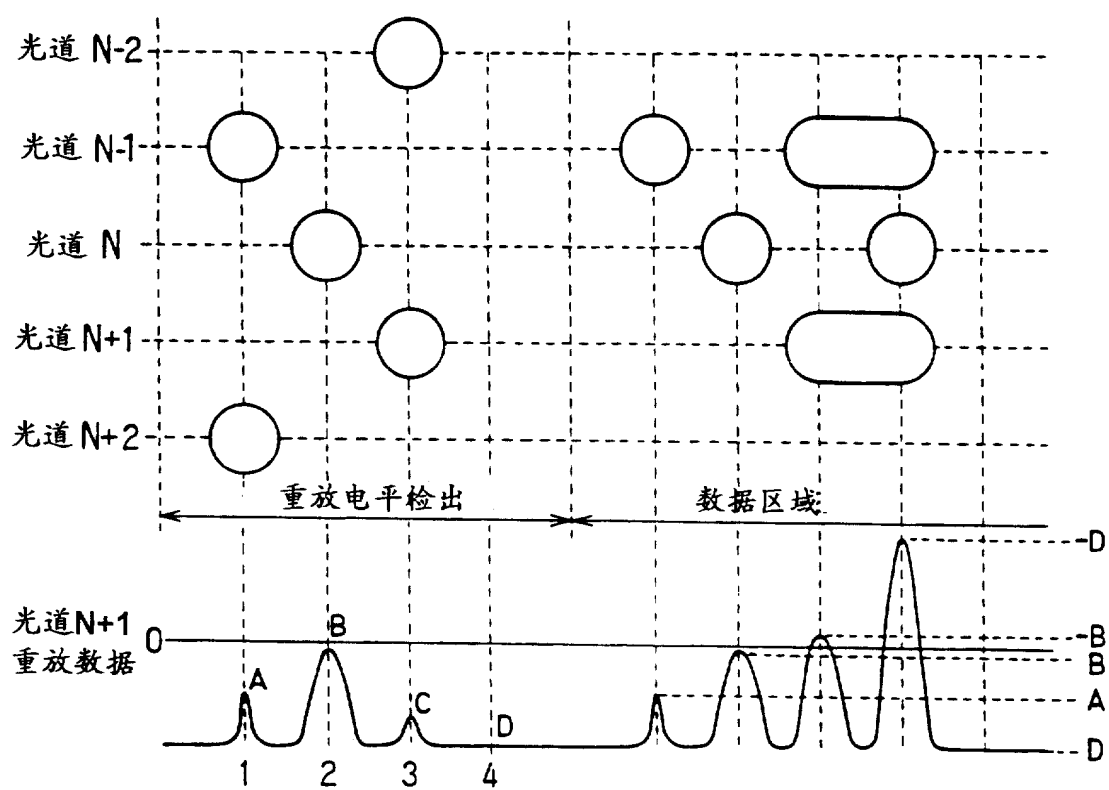 光道 N-2
光道 N-1
光道 N
光道 N+1
光道 N+2
重放电平检出
数据区域
光道N+1
重放数据
0
A
B
C
D
1
2
3
4
D
B
B
A
D